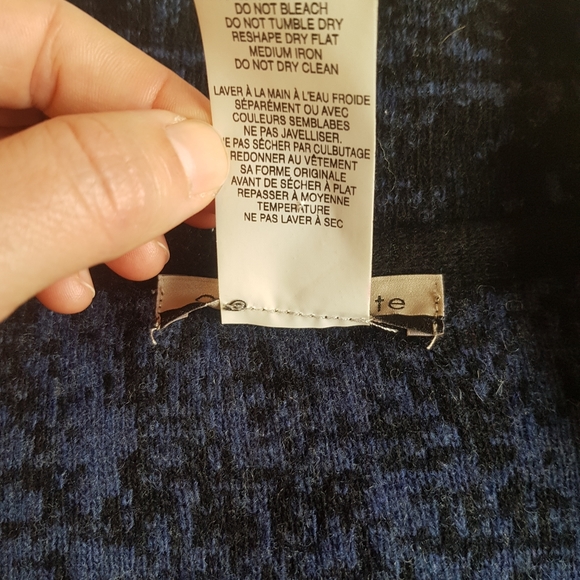 DO NOT BLEACH
DO NOT TUMBLE DRY
RESHAPE DRY FLAT
MEDIUM IRON
DO NOT DRY CLEAN
LAVER À LA MAIN À L'EAU FROIDE
SÉPARÉMENT OU AVEC
COULEURS SEMBLABES
NE PAS JAVELLISER.
E PAS SÉCHER PAR CULBUTAGE
REDONNER AU VÊTEMENT
SA FORME ORIGINALE
AVANT DE SÉCHER À PLAT
REPASSER À MOYENNE
TEMPERATURE
NE PAS LAVER À SEC
te